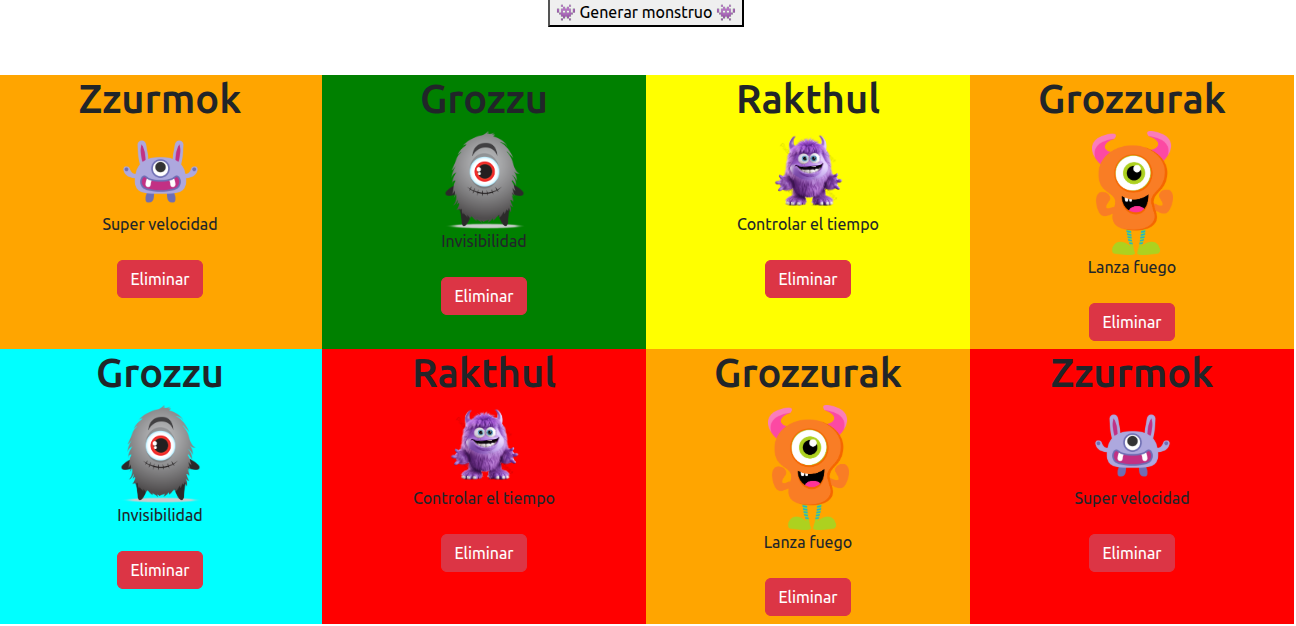 👾 Generar monstruo 👾
Zzurmok
Super velocidad
Eliminar
Grozzu
Invisibilidad
Eliminar
Rakthul
Controlar el tiempo
Eliminar
Grozzurak
Lanza fuego
Eliminar
Grozzu
Invisibilidad
Eliminar
Rakthul
Controlar el tiempo
Eliminar
Grozzurak
Lanza fuego
Eliminar
Zzurmok
Super velocidad
Eliminar